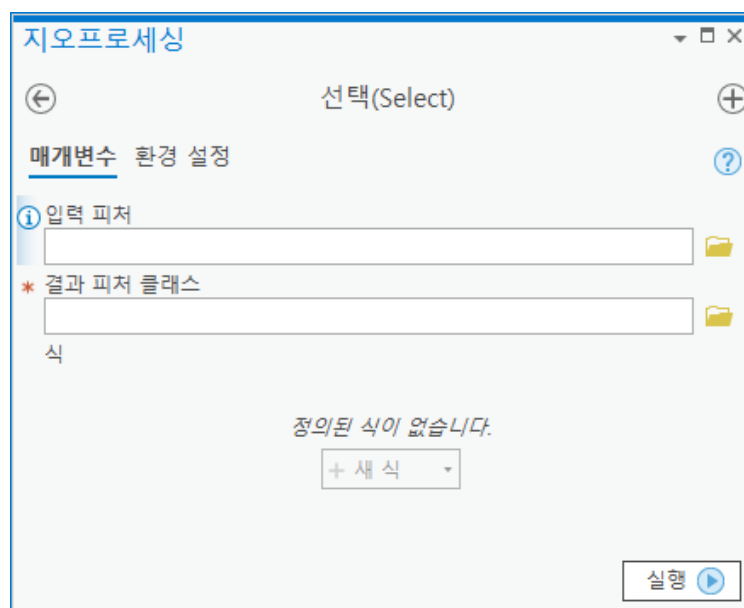 지오프로세싱
선택(Select)
매개변수 환경 설정
입력 피처
* 결과 피처 클래스
식
정의된 식이 없습니다.
+ 새 식
실행